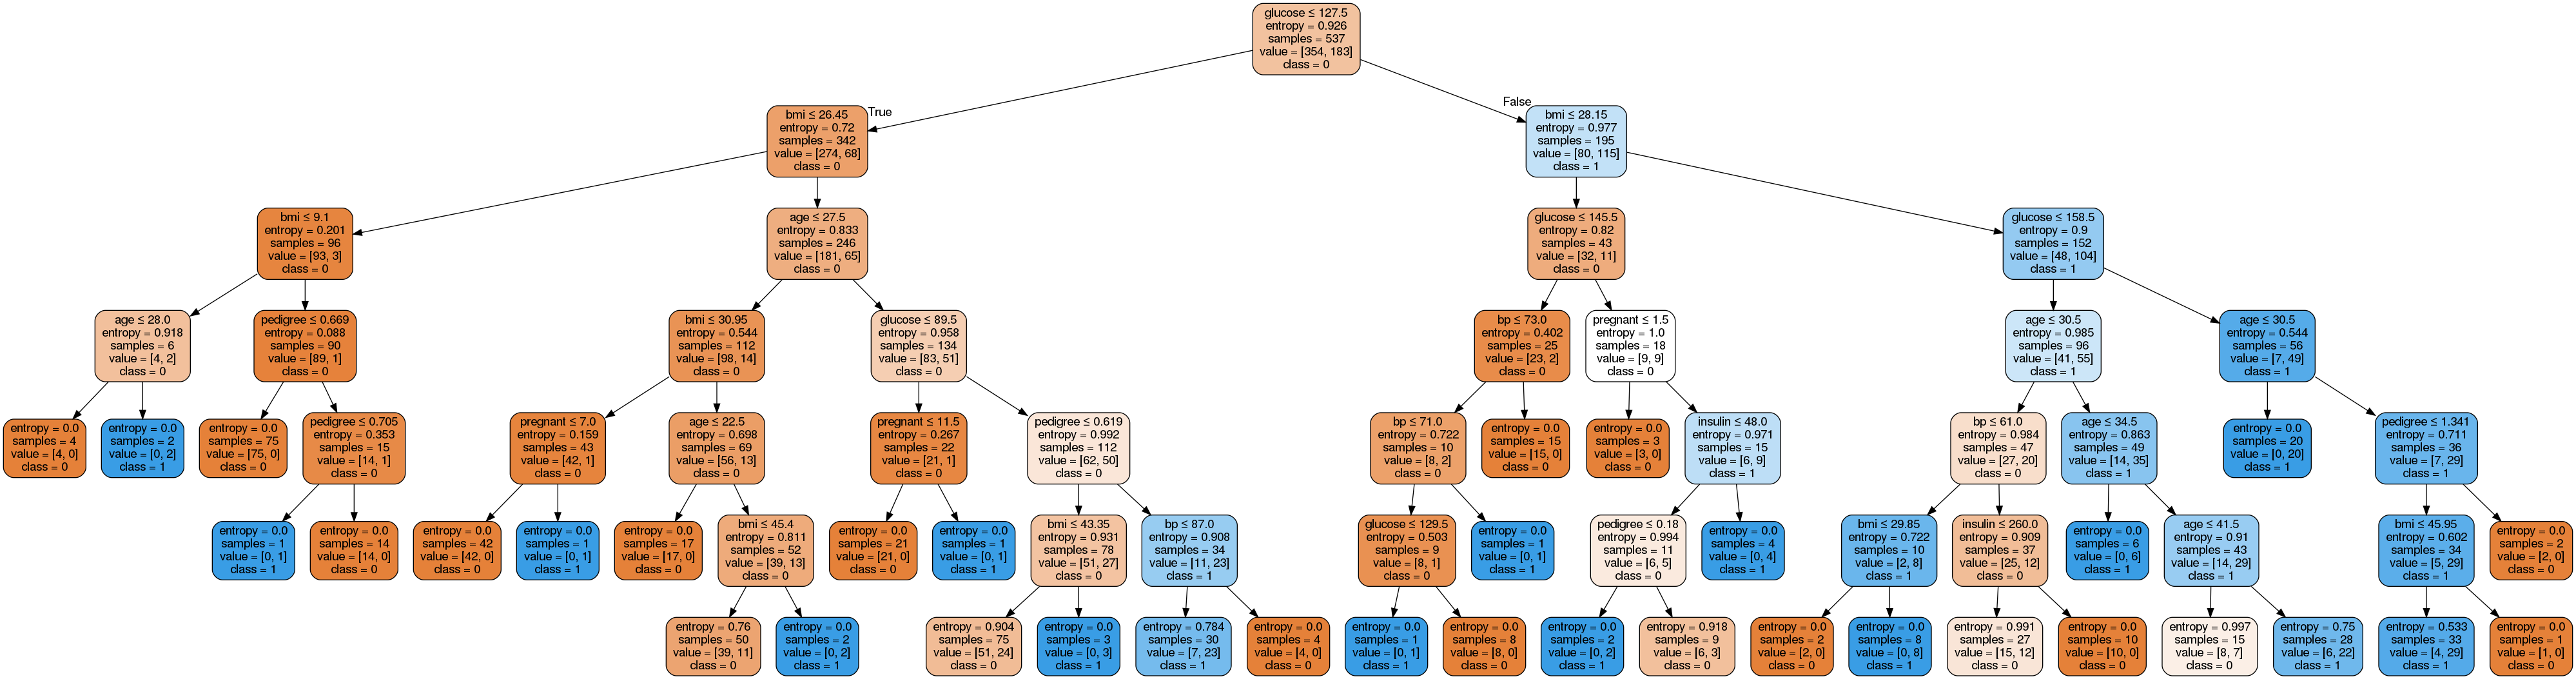 glucose ≤ 127.5
entropy = 0.926
samples = 537
value = [354, 183]
class = 0
True
False
bmi ≤ 26.45
entropy = 0.72
samples = 342
value = [274, 68]
class = 0
bmi ≤ 28.15
entropy = 0.977
samples = 195
value = [80, 115]
class = 1
bmi ≤ 9.1
entropy = 0.201
samples = 96
value = [93, 3]
class = 0
age ≤ 27.5
entropy = 0.833
samples = 246
value = [181, 65]
class = 0
glucose ≤ 145.5
entropy = 0.82
samples = 43
value = [32, 11]
class = 0
glucose ≤ 158.5
entropy = 0.9
samples = 152
value = [48, 104]
class = 1
age ≤ 28.0
entropy = 0.918
samples = 6
value = [4, 2]
class = 0
pedigree ≤ 0.669
entropy = 0.088
samples = 90
value = [89, 1]
class = 0
bmi ≤ 30.95
entropy = 0.544
samples = 112
value = [98, 14]
class = 0
glucose ≤ 89.5
entropy = 0.958
samples = 134
value = [83, 51]
class = 0
bp ≤ 73.0
entropy = 0.402
samples = 25
value = [23, 2]
class = 0
pregnant ≤ 1.5
entropy = 1.0
samples = 18
value = [9, 9]
class = 0
age ≤ 30.5
entropy = 0.985
samples = 96
value = [41, 55]
class = 1
age ≤ 30.5
entropy = 0.544
samples = 56
value = [7, 49]
class = 1
entropy = 0.0
samples = 4
value = [4, 0]
class = 0
entropy = 0.0
samples = 2
value = [0, 2]
class = 1
entropy = 0.0
samples = 75
value = [75, 0]
class = 0
pedigree ≤ 0.705
entropy = 0.353
samples = 15
value = [14, 1]
class = 0
pregnant ≤ 7.0
entropy = 0.159
samples = 43
value = [42, 1]
class = 0
age ≤ 22.5
entropy = 0.698
samples = 69
value = [56, 13]
class = 0
pregnant ≤ 11.5
entropy = 0.267
samples = 22
value = [21, 1]
class = 0
pedigree ≤ 0.619
entropy = 0.992
samples = 112
value = [62, 50]
class = 0
bp ≤ 71.0
entropy = 0.722
samples = 10
value = [8, 2]
class = 0
entropy = 0.0
samples = 15
value = [15, 0]
class = 0
entropy = 0.0
samples = 3
value = [3, 0]
class = 0
insulin ≤ 48.0
entropy = 0.971
samples = 15
value = [6, 9]
class = 1
bp ≤ 61.0
entropy = 0.984
samples = 47
value = [27, 20]
class = 0
age ≤ 34.5
entropy = 0.863
samples = 49
value = [14, 35]
class = 1
entropy = 0.0
samples = 20
value = [0, 20]
class = 1
pedigree ≤ 1.341
entropy = 0.711
samples = 36
value = [7, 29]
class = 1
entropy = 0.0
samples = 1
value = [0, 1]
class = 1
entropy = 0.0
samples = 14
value = [14, 0]
class = 0
entropy = 0.0
samples = 42
value = [42, 0]
class = 0
entropy = 0.0
samples = 1
value = [0, 1]
class = 1
entropy = 0.0
samples = 17
value = [17, 0]
class = 0
bmi ≤ 45.4
entropy = 0.811
samples = 52
value = [39, 13]
class = 0
entropy = 0.0
samples = 21
value = [21, 0]
class = 0
entropy = 0.0
samples = 1
value = [0, 1]
class = 1
bmi ≤ 43.35
entropy = 0.931
samples = 78
value = [51, 27]
class = 0
bp ≤ 87.0
entropy = 0.908
samples = 34
value = [11, 23]
class = 1
glucose ≤ 129.5
entropy = 0.503
samples = 9
value = [8, 1]
class = 0
entropy = 0.0
samples = 1
value = [0, 1]
class = 1
pedigree ≤ 0.18
entropy = 0.994
samples = 11
value = [6, 5]
class = 0
entropy = 0.0
samples = 4
value = [0, 4]
class = 1
bmi ≤ 29.85
entropy = 0.722
samples = 10
value = [2, 8]
class = 1
insulin ≤ 260.0
entropy = 0.909
samples = 37
value = [25, 12]
class = 0
entropy = 0.0
samples = 6
value = [0, 6]
class = 1
age ≤ 41.5
entropy = 0.91
samples = 43
value = [14, 29]
class = 1
bmi ≤ 45.95
entropy = 0.602
samples = 34
value = [5, 29]
class = 1
entropy = 0.0
samples = 2
value = [2, 0]
class = 0
entropy = 0.76
samples = 50
value = [39, 11]
class = 0
entropy = 0.0
samples = 2
value = [0, 2]
class = 1
entropy = 0.904
samples = 75
value = [51, 24]
class = 0
entropy = 0.0
samples = 3
value = [0, 3]
class = 1
entropy = 0.784
samples = 30
value = [7, 23]
class = 1
entropy = 0.0
samples = 4
value = [4, 0]
class = 0
entropy = 0.0
samples = 1
value = [0, 1]
class = 1
entropy = 0.0
samples = 8
value = [8, 0]
class = 0
entropy = 0.0
samples = 2
value = [0, 2]
class = 1
entropy = 0.918
samples = 9
value = [6, 3]
class = 0
entropy = 0.0
samples = 2
value = [2, 0]
class = 0
entropy = 0.0
samples = 8
value = [0, 8]
class = 1
entropy = 0.991
samples = 27
value = [15, 12]
class = 0
entropy = 0.0
samples = 10
value = [10, 0]
class = 0
entropy = 0.997
samples = 15
value = [8, 7]
class = 0
entropy = 0.75
samples = 28
value = [6, 22]
class = 1
entropy = 0.533
samples = 33
value = [4, 29]
class = 1
entropy = 0.0
samples = 1
value = [1, 0]
class = 0